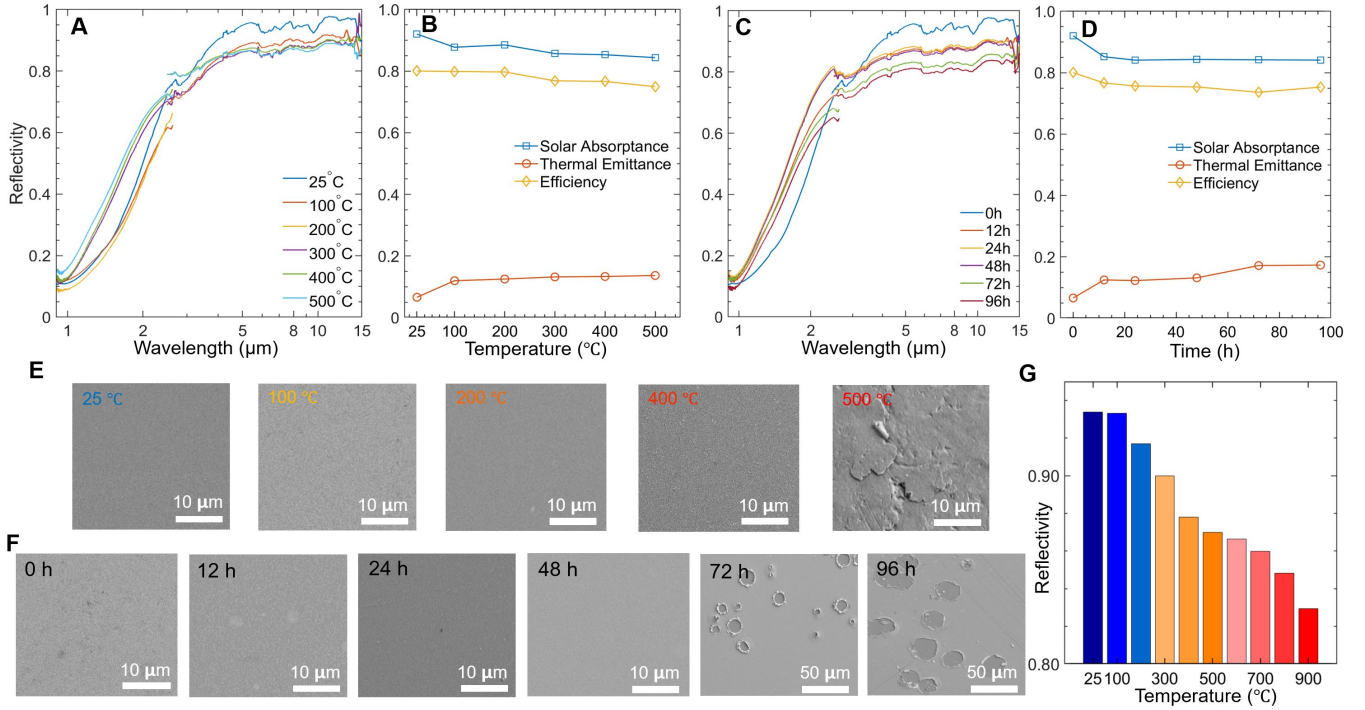 A
Reflectivity
1.0
0.8
0.6
0.4
0.2
0
25°C
100°C
200°C
300°C
400°C
500°C
1 2 5 8 10 15
Wavelength (μm)
B
1.0
0.8
0.6
0.4
0.2
0
Solar Absorptance
Thermal Emittance
Efficiency
25 100 200 300 400 500
Temperature (℃)
C
1.0
0.8
0.6
0.4
0.2
0
0h
12h
24h
48h
72h
96h
1 2 5 8 10 15
Wavelength (μm)
D
1.0
0.8
0.6
0.4
0.2
0
Solar Absorptance
Thermal Emittance
Efficiency
0 20 40 60 80 100
Time (h)
E
25 ℃
10 μm
100 ℃
10 μm
200 ℃
10 μm
400 ℃
10 μm
500 ℃
10 μm
F
0 h
10 μm
12 h
10 μm
24 h
10 μm
48 h
10 μm
72 h
50 μm
96 h
50 μm
G
Reflectivity
0.90
0.80
25 100 300 500 700 900
Temperature (℃)